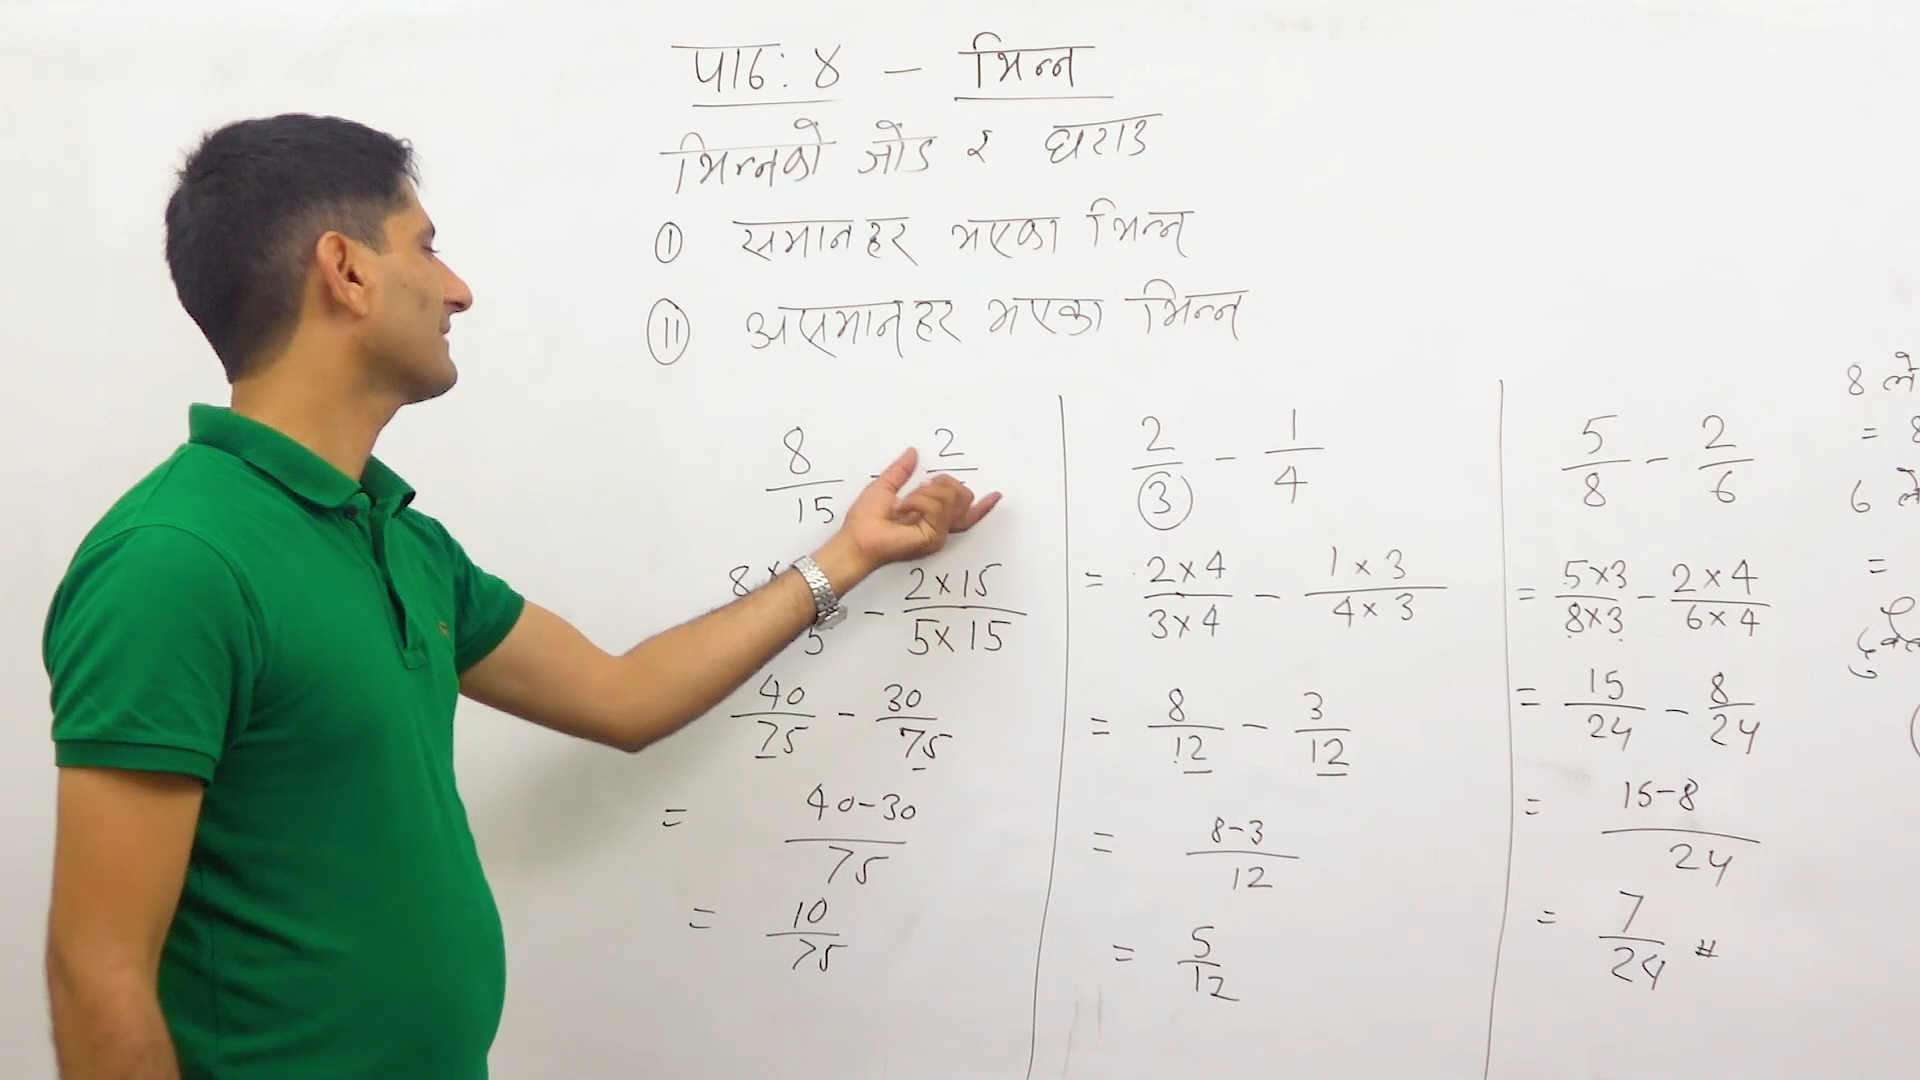 पाठ: ४ – भिन्न
भिन्नको जोड र घटाउ
① समान हर भएका भिन्न
⑪ असमान हर भएका भिन्न
8/15 - 2/
8× 5 - 2×15/5×15
40/75 - 30/75
= 40-30/75
= 10/75
2/3 - 1/4
= 2×4/3×4 - 1×3/4×3
= 8/12 - 3/12
= 8-3/12
= 5/12
5/8 - 2/6
= 5×3/8×3 - 2×4/6×4
= 15/24 - 8/24
= 15-8/24
= 7/24 #
8 ले
= 8
6 ले
=